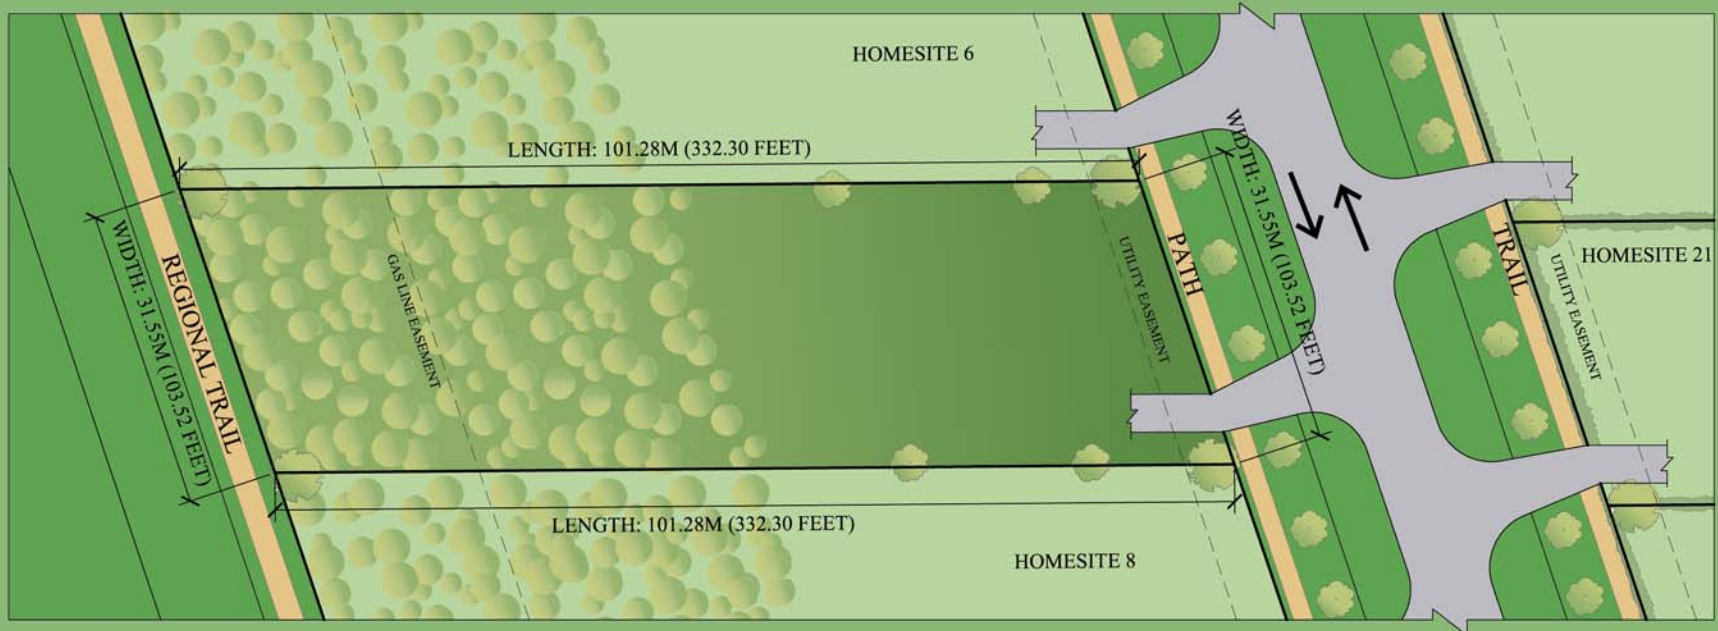 HOMESITE 6
LENGTH: 101.28M (332.30 FEET)
WIDTH: 31.55M (103.52 FEET)
WIDTH: 31.55M (103.52 FEET)
REGIONAL TRAIL
GAS LINE EASEMENT
UTILITY EASEMENT
PATH
TRAIL
UTILITY EASEMENT
HOMESITE 21
LENGTH: 101.28M (332.30 FEET)
HOMESITE 8